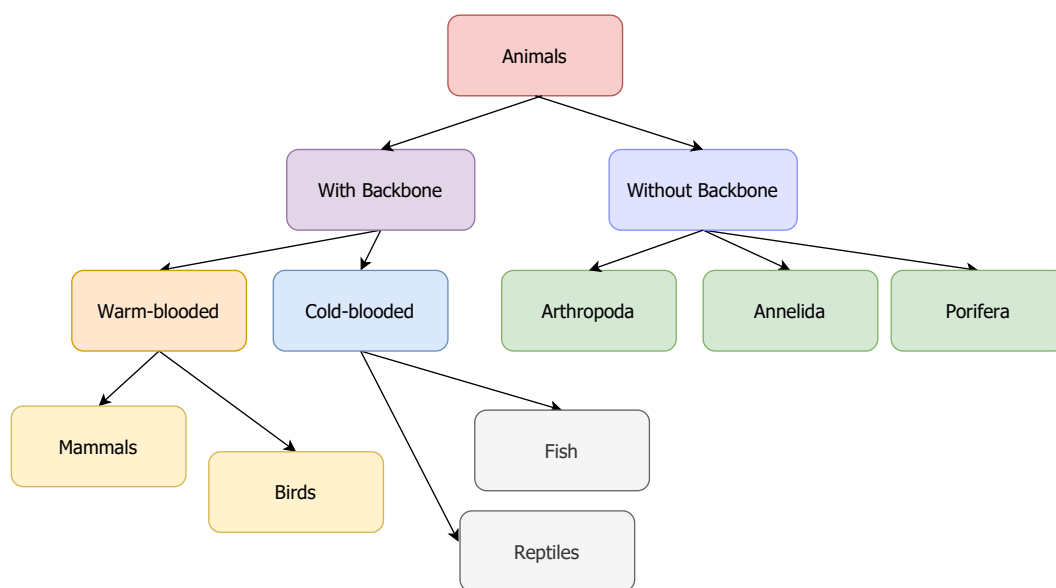 Animals
With Backbone
Without Backbone
Warm-blooded
Cold-blooded
Arthropoda
Annelida
Porifera
Mammals
Fish
Birds
Reptiles